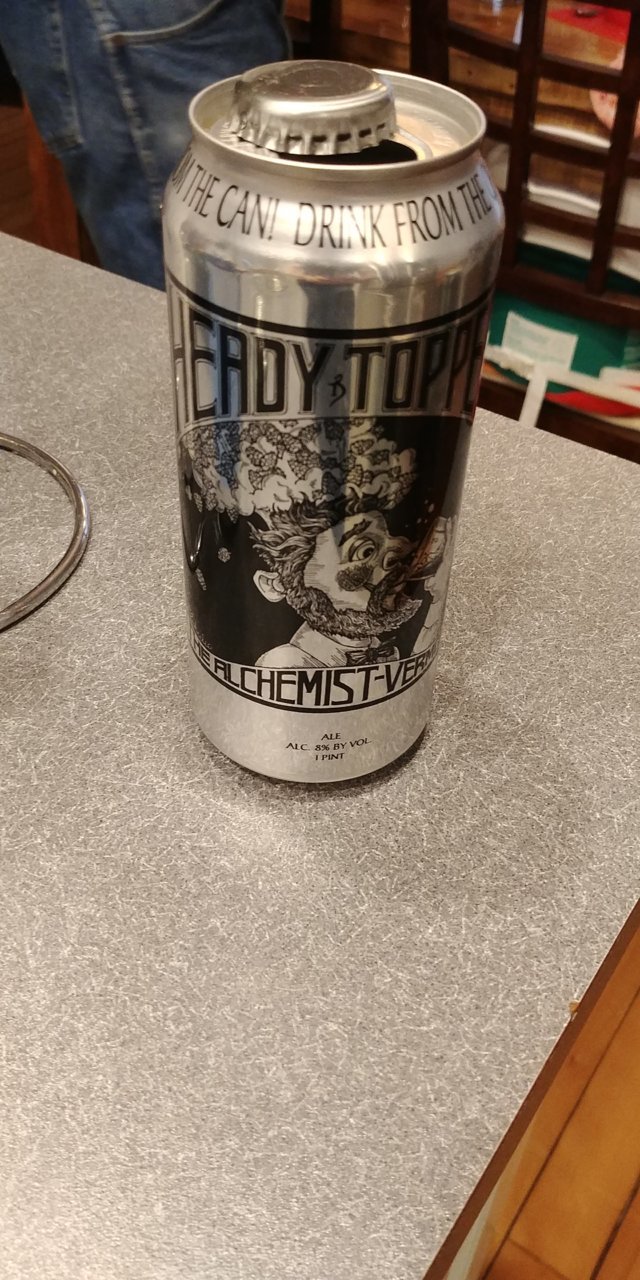 THE CAN! DRINK FROM THE
HEADY TOPPE
THE ALCHEMIST-VERM
ALE
ALC. 8% BY VOL.
1 PINT